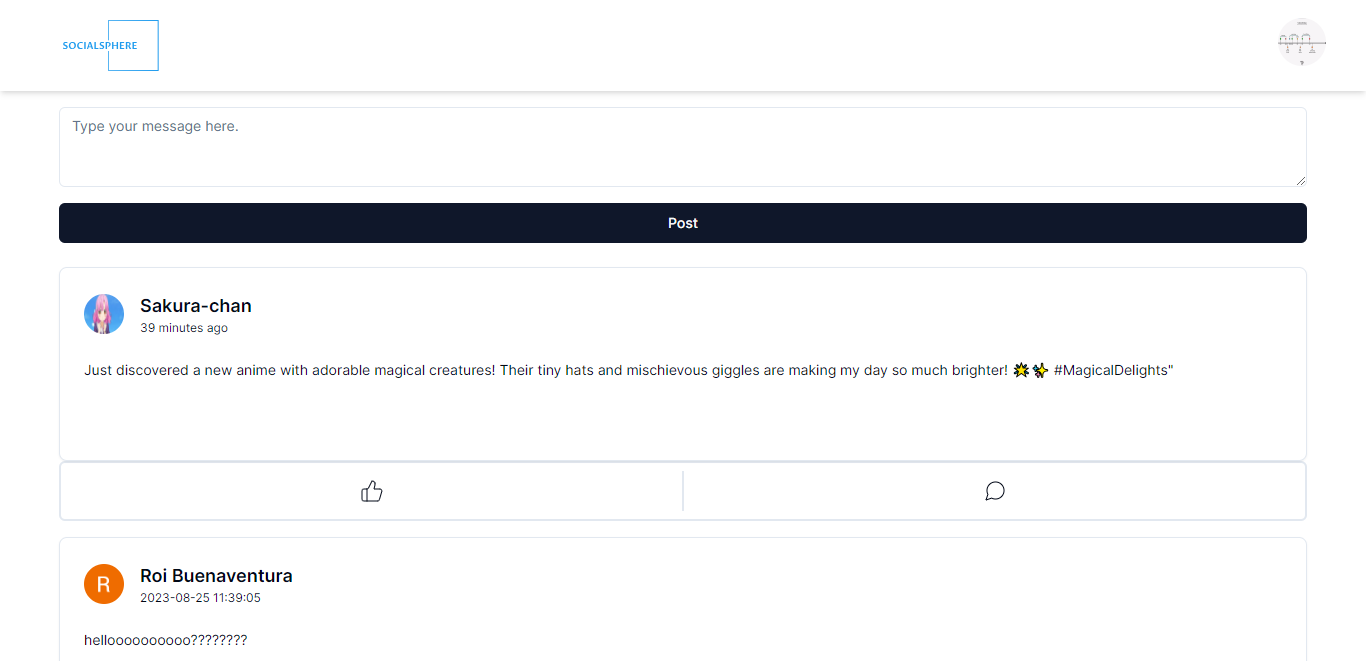 SOCIALSPHERE
Type your message here.
Post
Sakura-chan
39 minutes ago
Just discovered a new anime with adorable magical creatures! Their tiny hats and mischievous giggles are making my day so much brighter! 🌟✨ #MagicalDelights"
R
Roi Buenaventura
2023-08-25 11:39:05
helloooooooooo????????